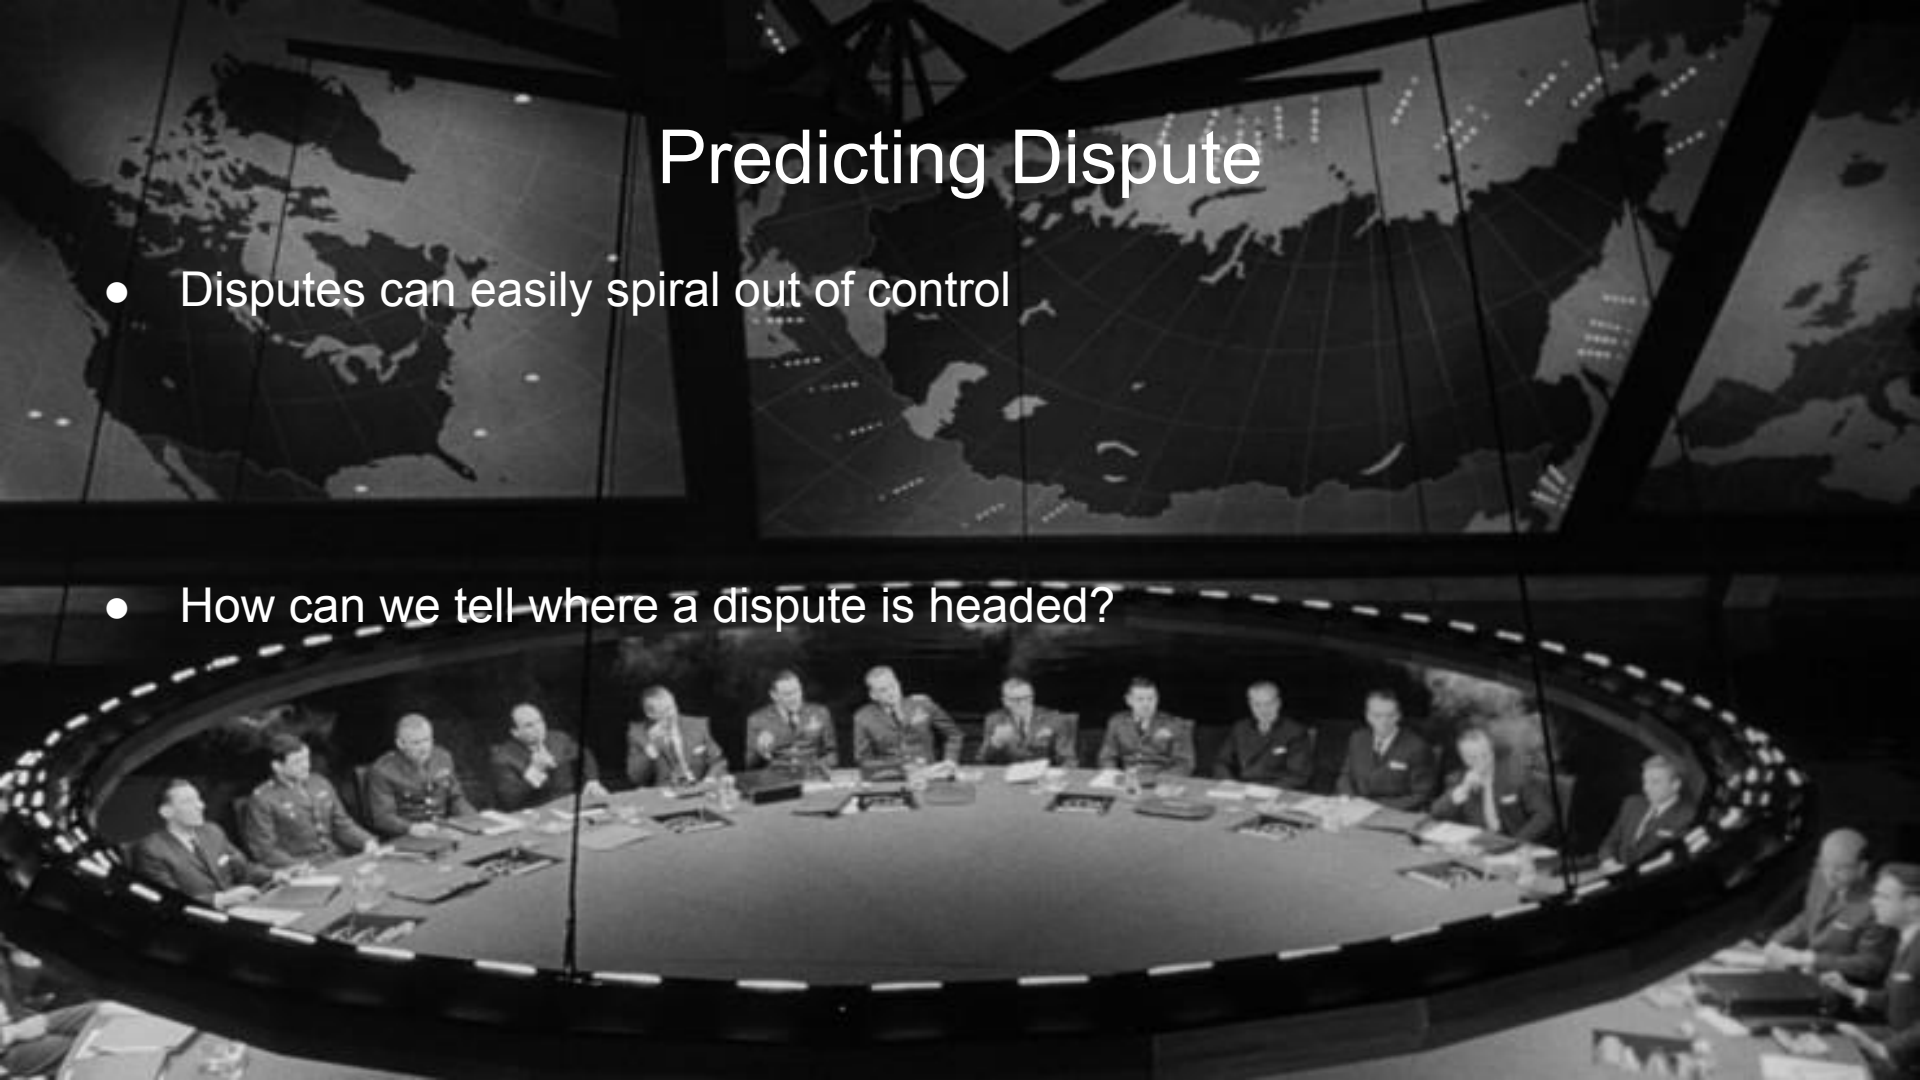 Predicting Dispute
● Disputes can easily spiral out of control
● How can we tell where a dispute is headed?